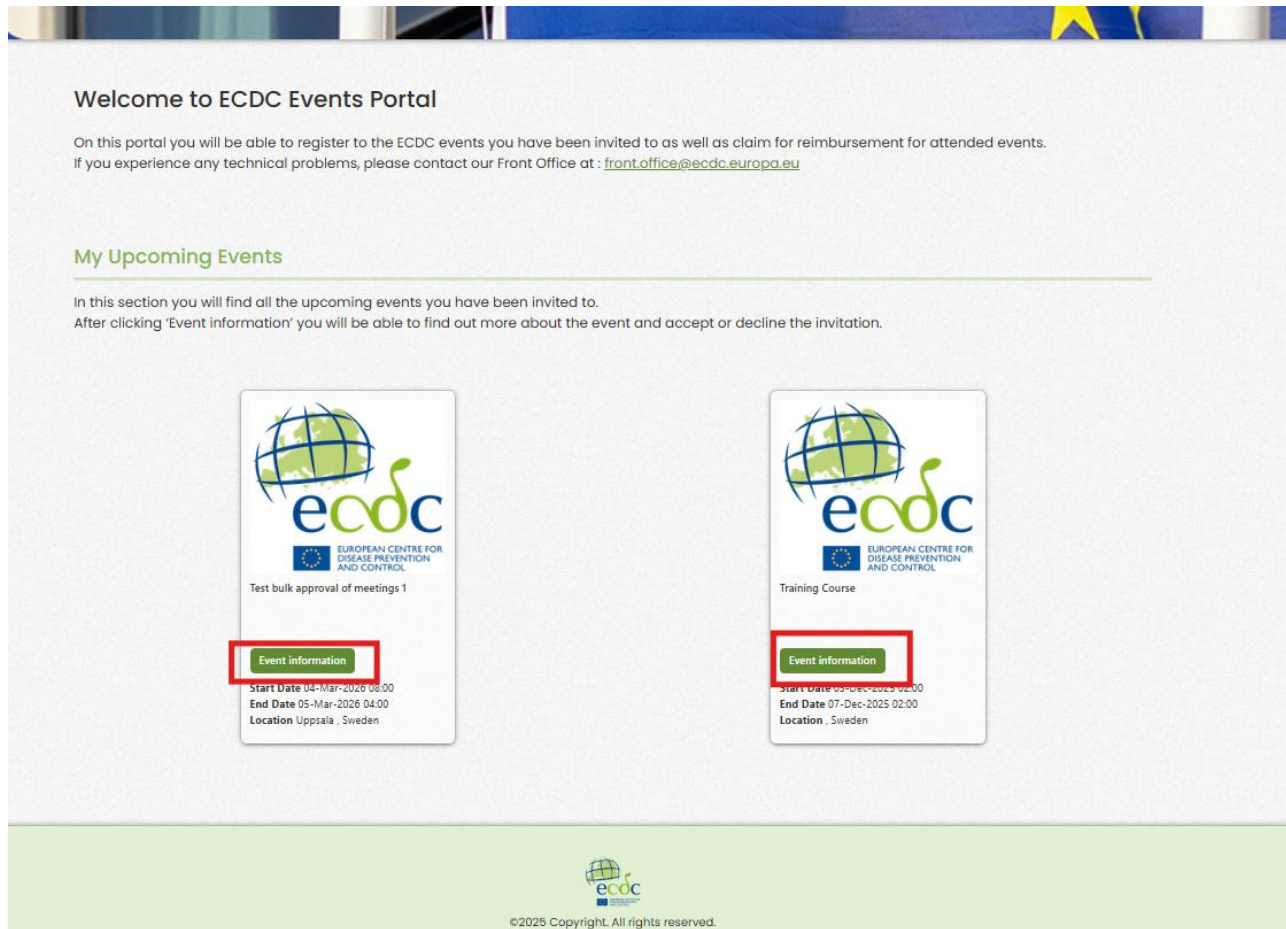 Welcome to ECDC Events Portal
On this portal you will be able to register to the ECDC events you have been invited to as well as claim for reimbursement for attended events.
If you experience any technical problems, please contact our Front Office at : front.office@ecdc.europa.eu
My Upcoming Events
In this section you will find all the upcoming events you have been invited to.
After clicking ‘Event information’ you will be able to find out more about the event and accept or decline the invitation.
ecdc
EUROPEAN CENTRE FOR
DISEASE PREVENTION
AND CONTROL
Test bulk approval of meetings 1
Event information
Start Date 04-Mar-2026 08:00
End Date 05-Mar-2026 04:00
Location Uppsala , Sweden
ecdc
EUROPEAN CENTRE FOR
DISEASE PREVENTION
AND CONTROL
Training Course
Event information
Start Date 05-Dec-2025 02:00
End Date 07-Dec-2025 02:00
Location , Sweden
ecdc
©2025 Copyright. All rights reserved.